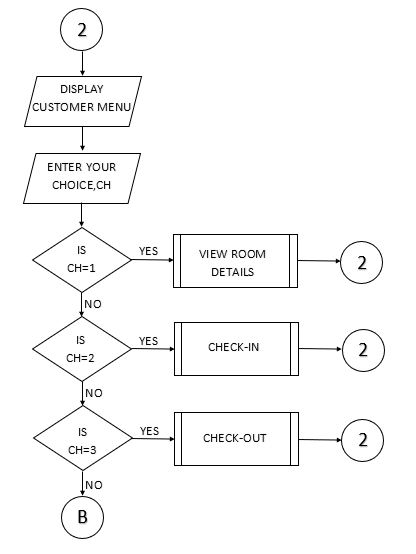 2
DISPLAY
CUSTOMER MENU
ENTER YOUR
CHOICE,CH
IS
CH=1
YES
VIEW ROOM
DETAILS
2
NO
IS
CH=2
YES
CHECK-IN
2
NO
IS
CH=3
YES
CHECK-OUT
2
NO
B